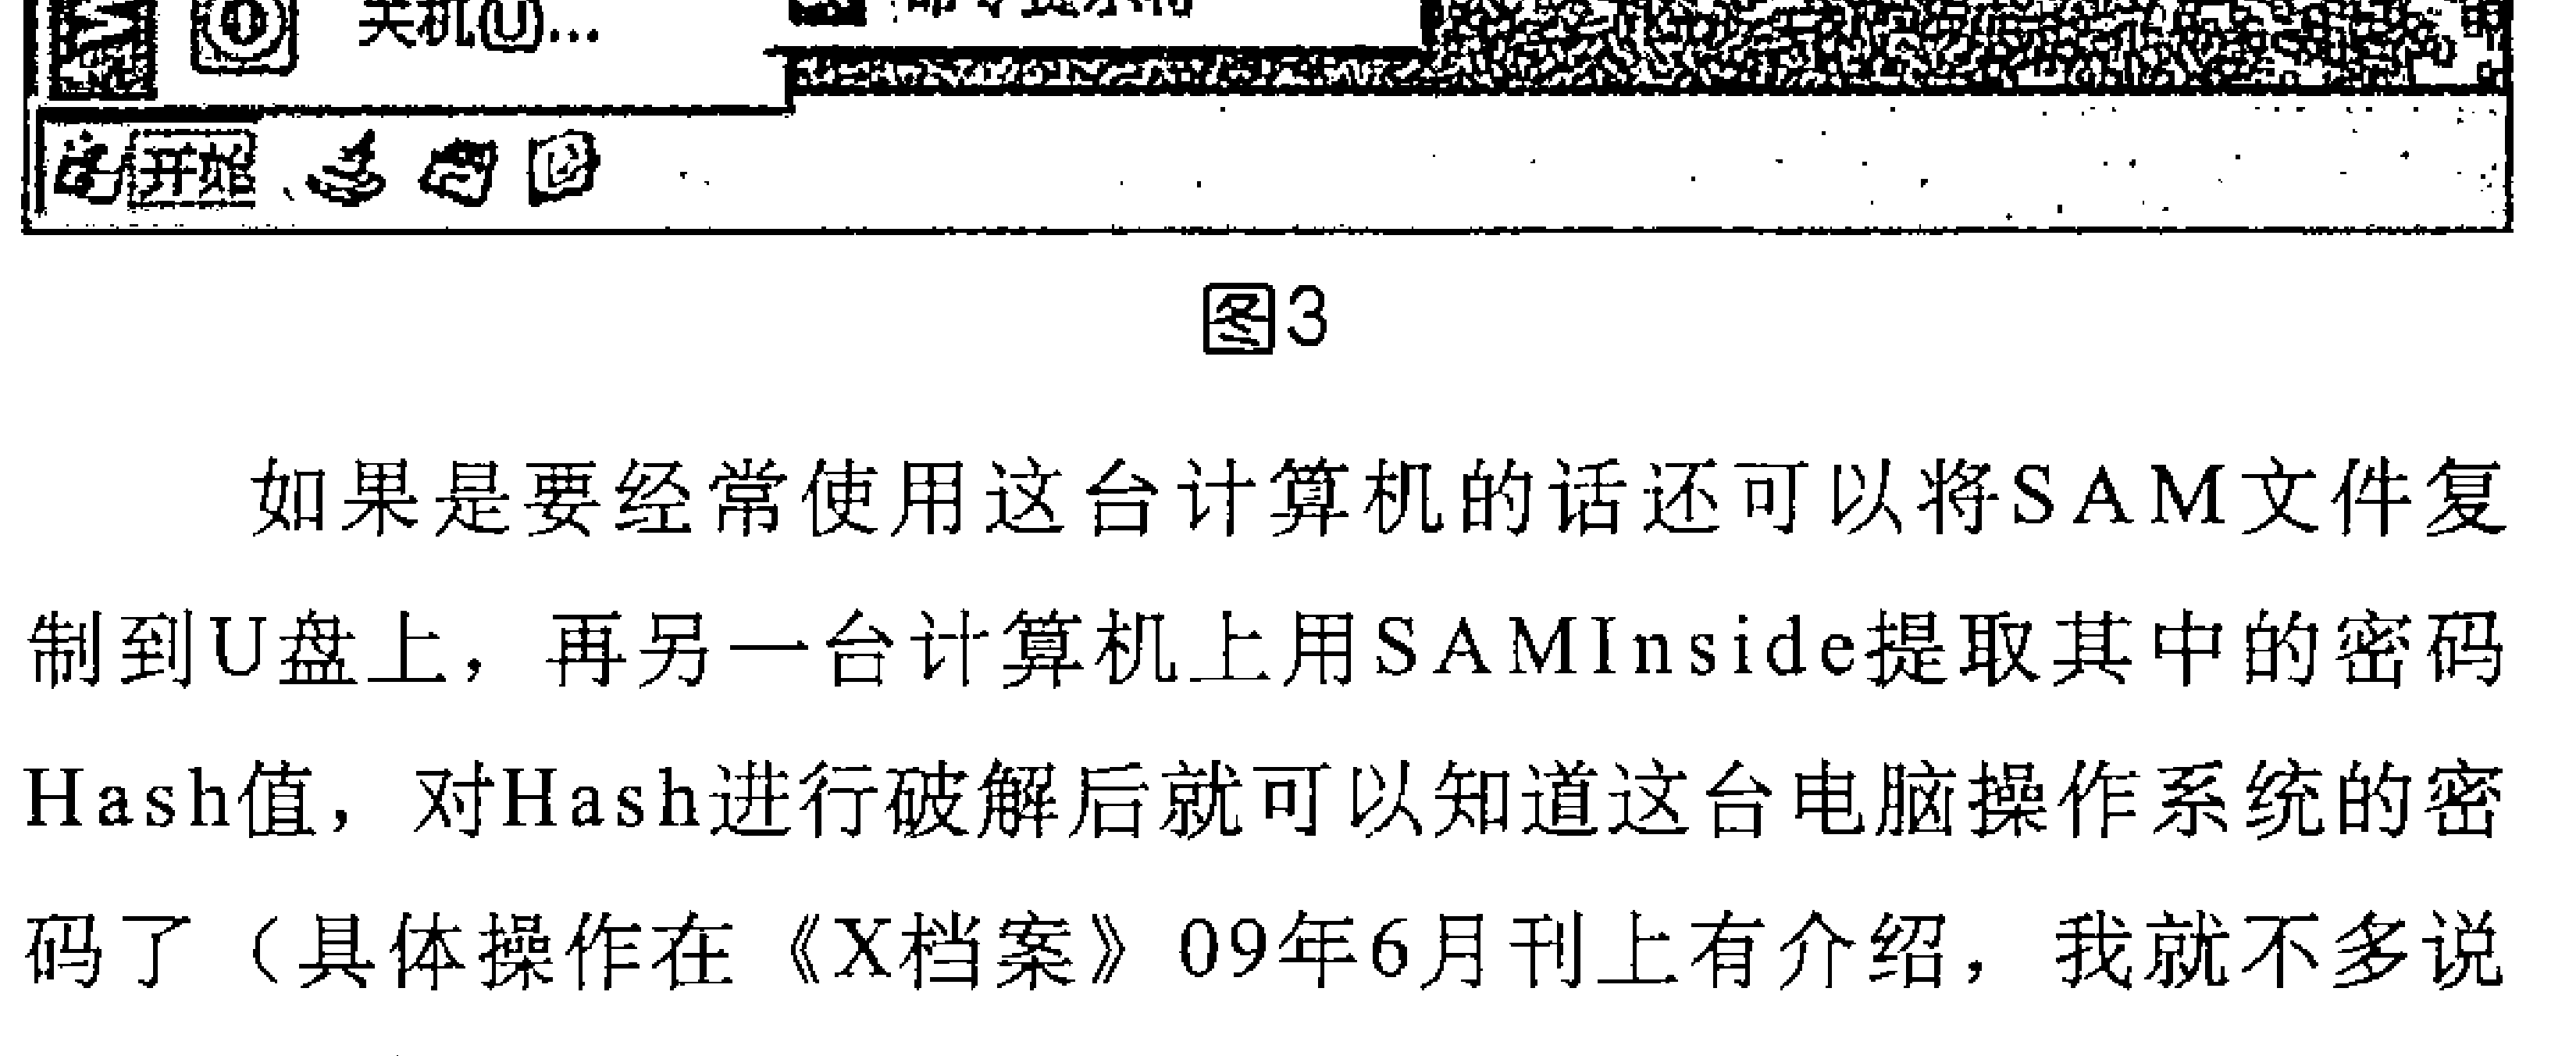 关机(U)...
开始
图3
如果是要经常使用这台计算机的话还可以将SAM文件复
制到U盘上，再另一台计算机上用SAMInside提取其中的密码
Hash值，对Hash进行破解后就可以知道这台电脑操作系统的密
码了（具体操作在《X档案》09年6月刊上有介绍，我就不多说